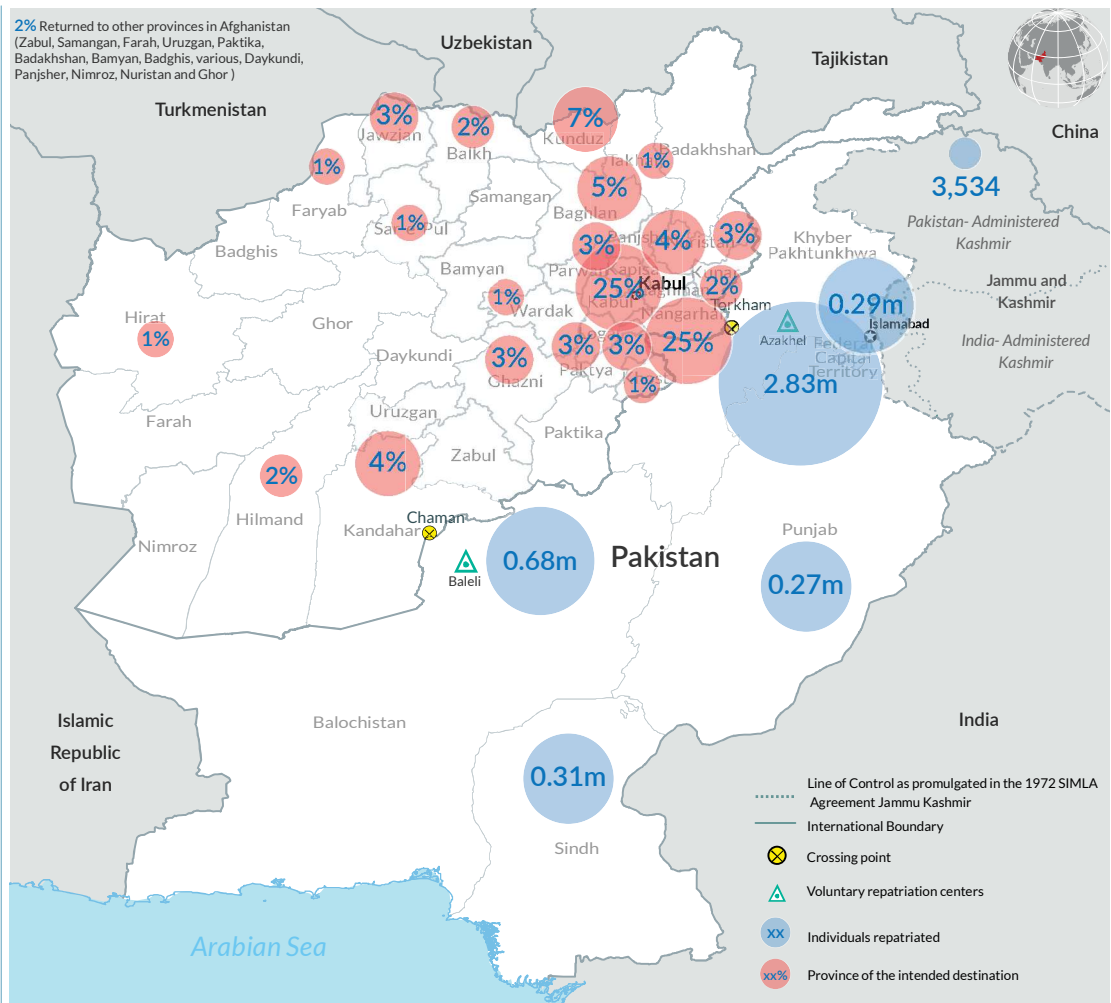 2% Returned to other provinces in Afghanistan
(Zabul, Samangan, Farah, Uruzgan, Paktika,
Badakhshan, Bamyan, Badghis, various, Daykundi,
Panjsher, Nimroz, Nuristan and Ghor )
Uzbekistan
Tajikistan
Turkmenistan
China
3%
Jawzjan
2%
Balkh
7%
Kunduz
1%
Badakhshan
1%
Faryab
Samangan
5%
Baghlan
3,534
Pakistan- Administered
Kashmir
1%
Badghis
Bamyan
3%
4%
3%
Khyber
Pakhtunkhwa
Parwan
Kapisa
25%
Kabul
Kabul
2%
Kunar
Jammu and
Kashmir
1%
Wardak
Nangarhar
Torkham
0.29m
Islamabad
Hirat
1%
Ghor
Azakhel
India- Administered
Kashmir
Daykundi
3%
Ghazni
3%
Paktya
3%
25%
Federal
Capital
Territory
2.83m
1%
Farah
Uruzgan
Paktika
4%
Zabul
2%
Hilmand
Kandahar
Chaman
Nimroz
Baleli
0.68m
Pakistan
Punjab
0.27m
Islamic
Republic
of Iran
Balochistan
India
0.31m
Sindh
Arabian Sea
Line of Control as promulgated in the 1972 SIMLA
Agreement Jammu Kashmir
International Boundary
Crossing point
Voluntary repatriation centers
xx
Individuals repatriated
xx%
Province of the intended destination